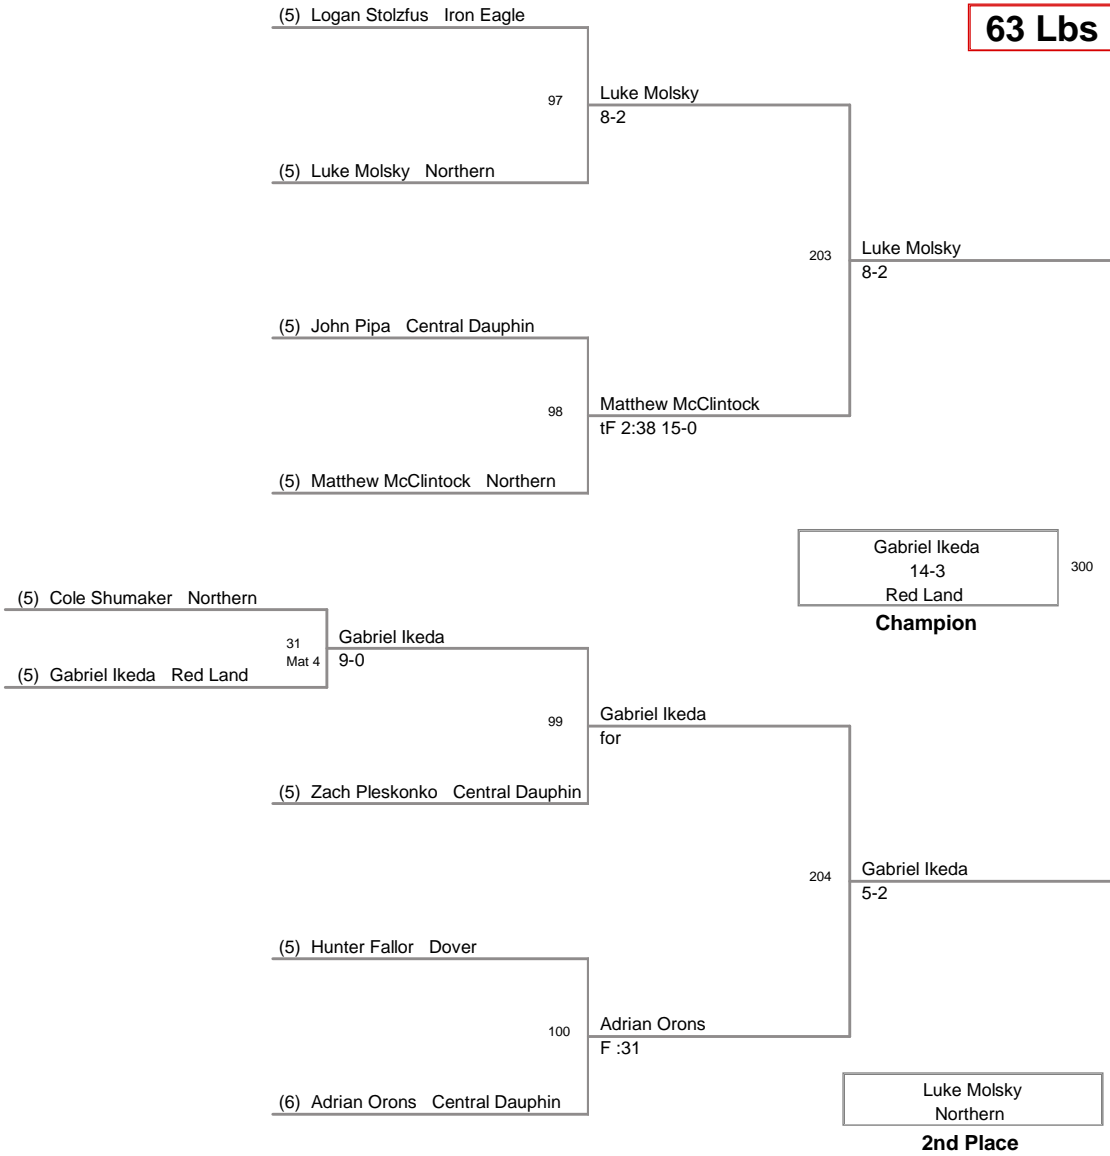 (5) Logan Stolzfus Iron Eagle
63 Lbs
97
Luke Molsky
8-2
(5) Luke Molsky Northern
203
Luke Molsky
8-2
(5) John Pipa Central Dauphin
98
Matthew McClintock
tF 2:38 15-0
(5) Matthew McClintock Northern
Gabriel Ikeda
14-3
Red Land
300
Champion
(5) Cole Shumaker Northern
31
Mat 4
Gabriel Ikeda
9-0
(5) Gabriel Ikeda Red Land
99
Gabriel Ikeda
for
(5) Zach Pleskonko Central Dauphin
204
Gabriel Ikeda
5-2
(5) Hunter Fallor Dover
100
Adrian Orons
F :31
(6) Adrian Orons Central Dauphin
Luke Molsky
Northern
2nd Place